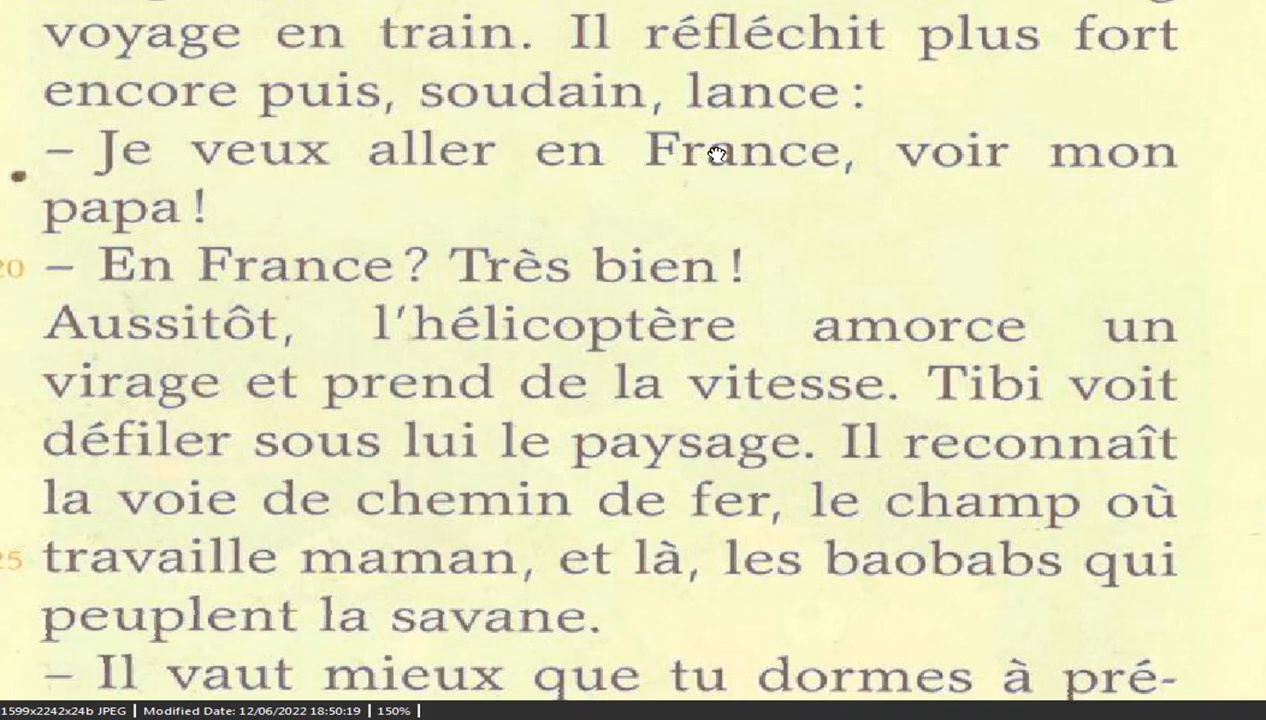 voyage en train. Il réfléchit plus fort
encore puis, soudain, lance :
– Je veux aller en France, voir mon
papa !
20 – En France ? Très bien !
Aussitôt, l'hélicoptère amorce un
virage et prend de la vitesse. Tibi voit
défiler sous lui le paysage. Il reconnaît
la voie de chemin de fer, le champ où
25 travaille maman, et là, les baobabs qui
peuplent la savane.
– Il vaut mieux que tu dormes à pré-
1599x2242x24b JPEG | Modified Date: 12/06/2022 18:50:19 | 150% |